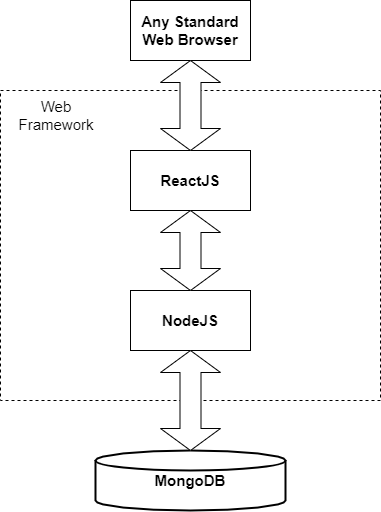 Any Standard
Web Browser
Web
Framework
ReactJS
NodeJS
MongoDB